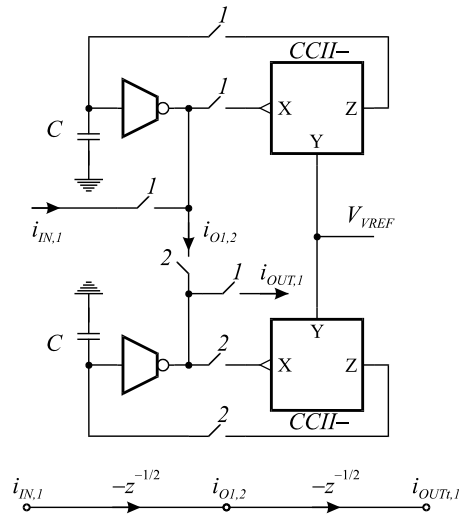 1
CCII–
1
X Z
C
Y
1
V_VREF
i_IN,1
i_O1,2
2
1
i_OUT,1
C
Y
2
X Z
CCII–
2
i_IN,1 –z^–1/2 i_O1,2 –z^–1/2 i_OUTt,1